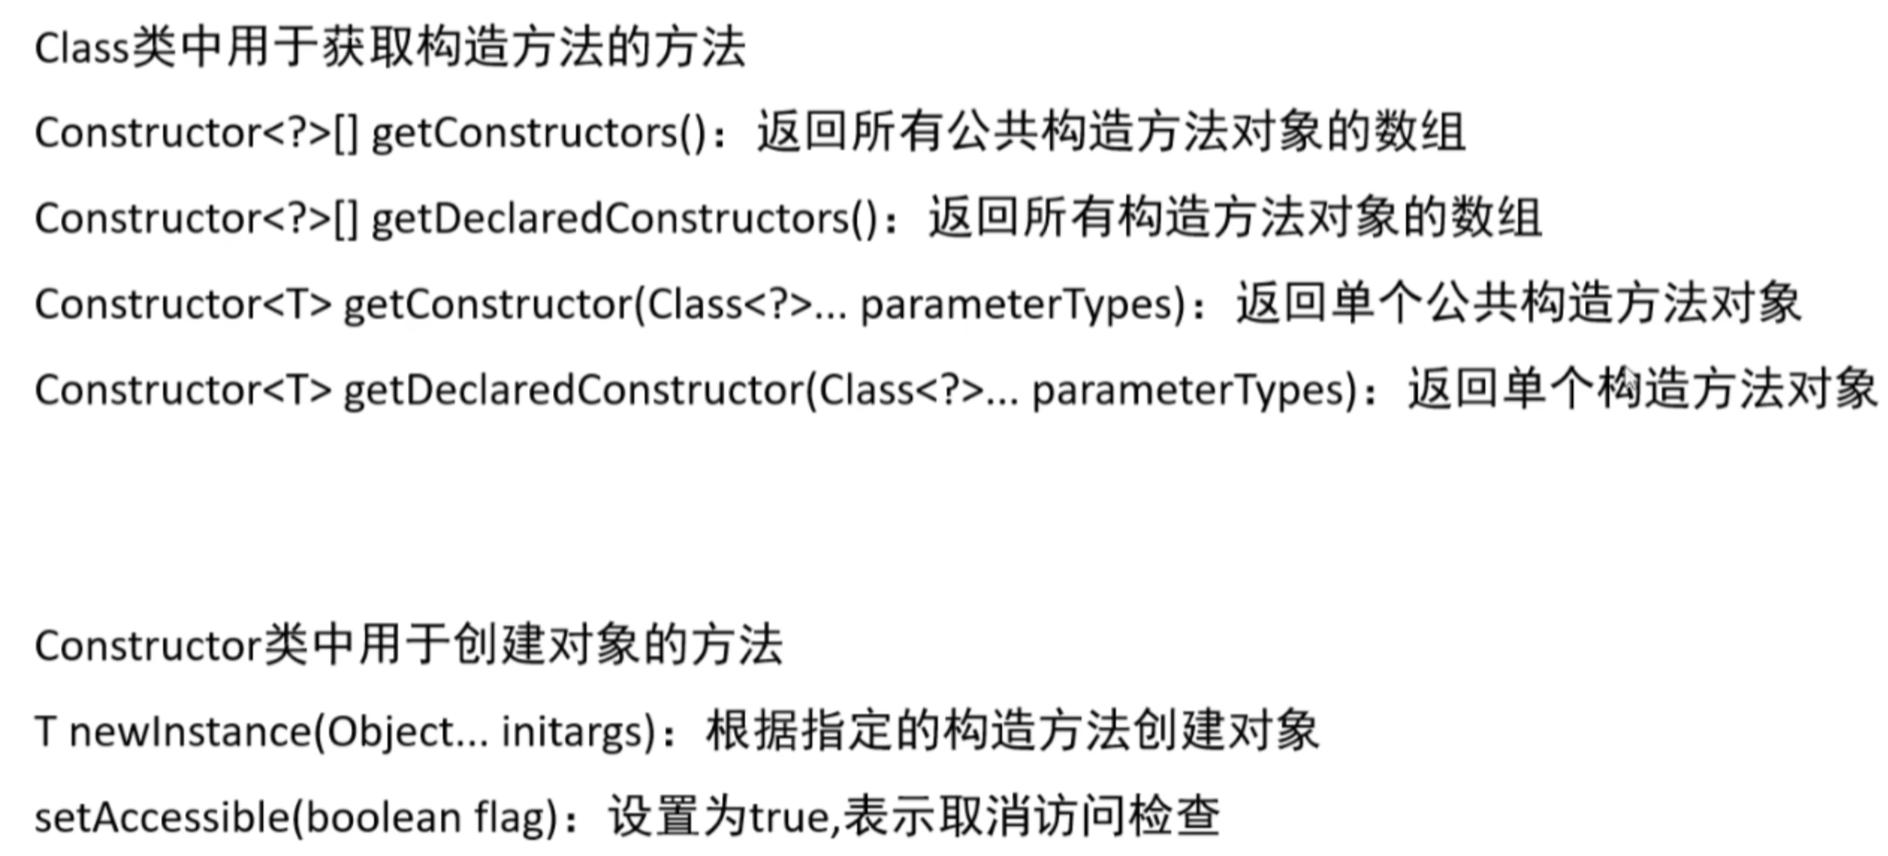 Class类中用于获取构造方法的方法
Constructor<?>[] getConstructors()：返回所有公共构造方法对象的数组
Constructor<?>[] getDeclaredConstructors()：返回所有构造方法对象的数组
Constructor<T> getConstructor(Class<?>... parameterTypes)：返回单个公共构造方法对象
Constructor<T> getDeclaredConstructor(Class<?>... parameterTypes)：返回单个构造方法对象
Constructor类中用于创建对象的方法
T newInstance(Object... initargs)：根据指定的构造方法创建对象
setAccessible(boolean flag)：设置为true,表示取消访问检查